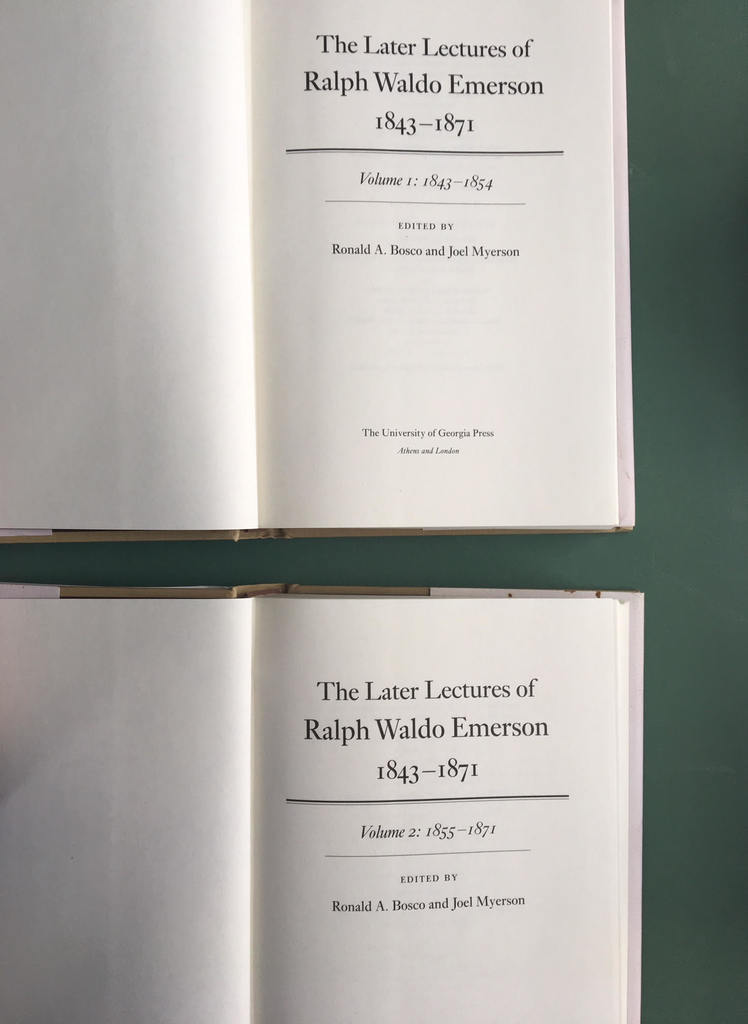 The Later Lectures of
Ralph Waldo Emerson
1843–1871
Volume 1: 1843–1854
EDITED BY
Ronald A. Bosco and Joel Myerson
The University of Georgia Press
Athens and London
The Later Lectures of
Ralph Waldo Emerson
1843–1871
Volume 2: 1855–1871
EDITED BY
Ronald A. Bosco and Joel Myerson